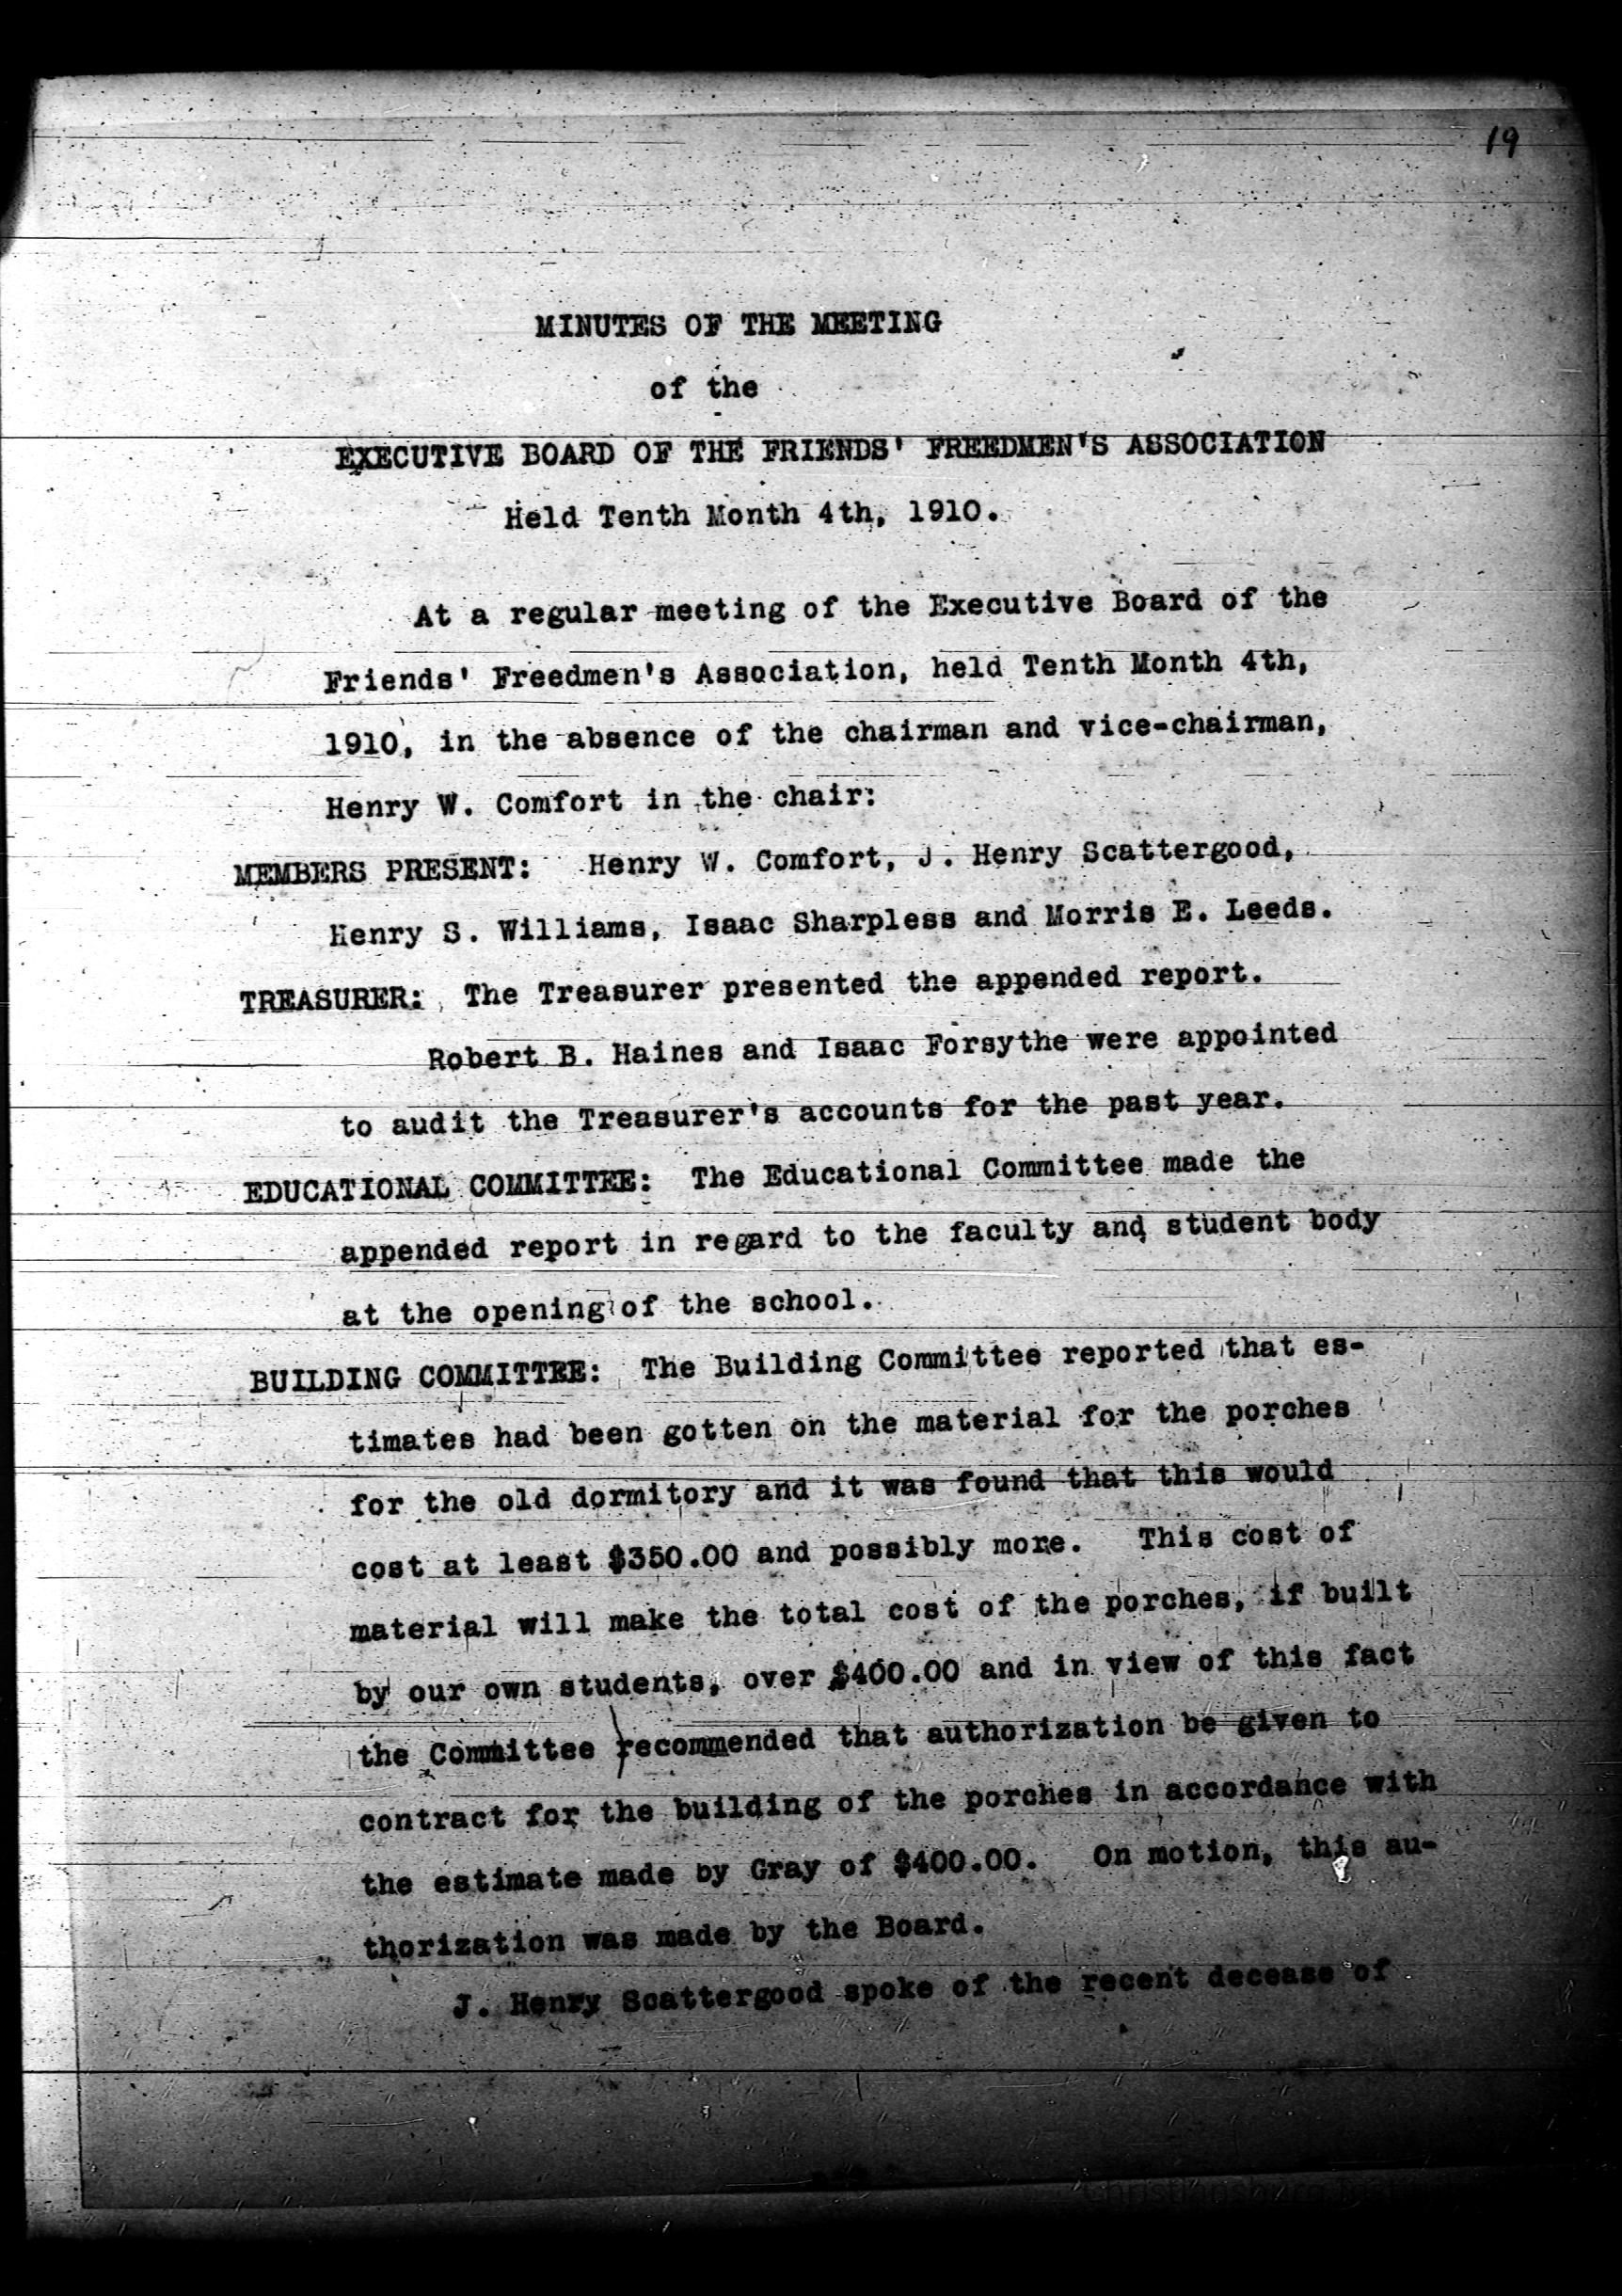 19
MINUTES OF THE MEETING
of the
EXECUTIVE BOARD OF THE FRIENDS' FREEDMEN'S ASSOCIATION
Held Tenth Month 4th, 1910.
At a regular meeting of the Executive Board of the
Friends' Freedmen's Association, held Tenth Month 4th,
1910, in the absence of the chairman and vice-chairman,
Henry W. Comfort in the chair:
MEMBERS PRESENT: Henry W. Comfort, J. Henry Scattergood,
Henry S. Williams, Isaac Sharpless and Morris E. Leeds.
TREASURER: The Treasurer presented the appended report.
Robert B. Haines and Isaac Forsythe were appointed
to audit the Treasurer's accounts for the past year.
EDUCATIONAL COMMITTEE: The Educational Committee made the
appended report in regard to the faculty and student body
at the opening of the school.
BUILDING COMMITTEE: The Building Committee reported that es-
timates had been gotten on the material for the porches
for the old dormitory and it was found that this would
cost at least $350.00 and possibly more. This cost of
material will make the total cost of the porches, if built
by our own students, over $400.00 and in view of this fact
the Committee recommended that authorization be given to
contract for the building of the porches in accordance with
the estimate made by Gray of $400.00. On motion, this au-
thorization was made by the Board.
J. Henry Scattergood spoke of the recent decease of